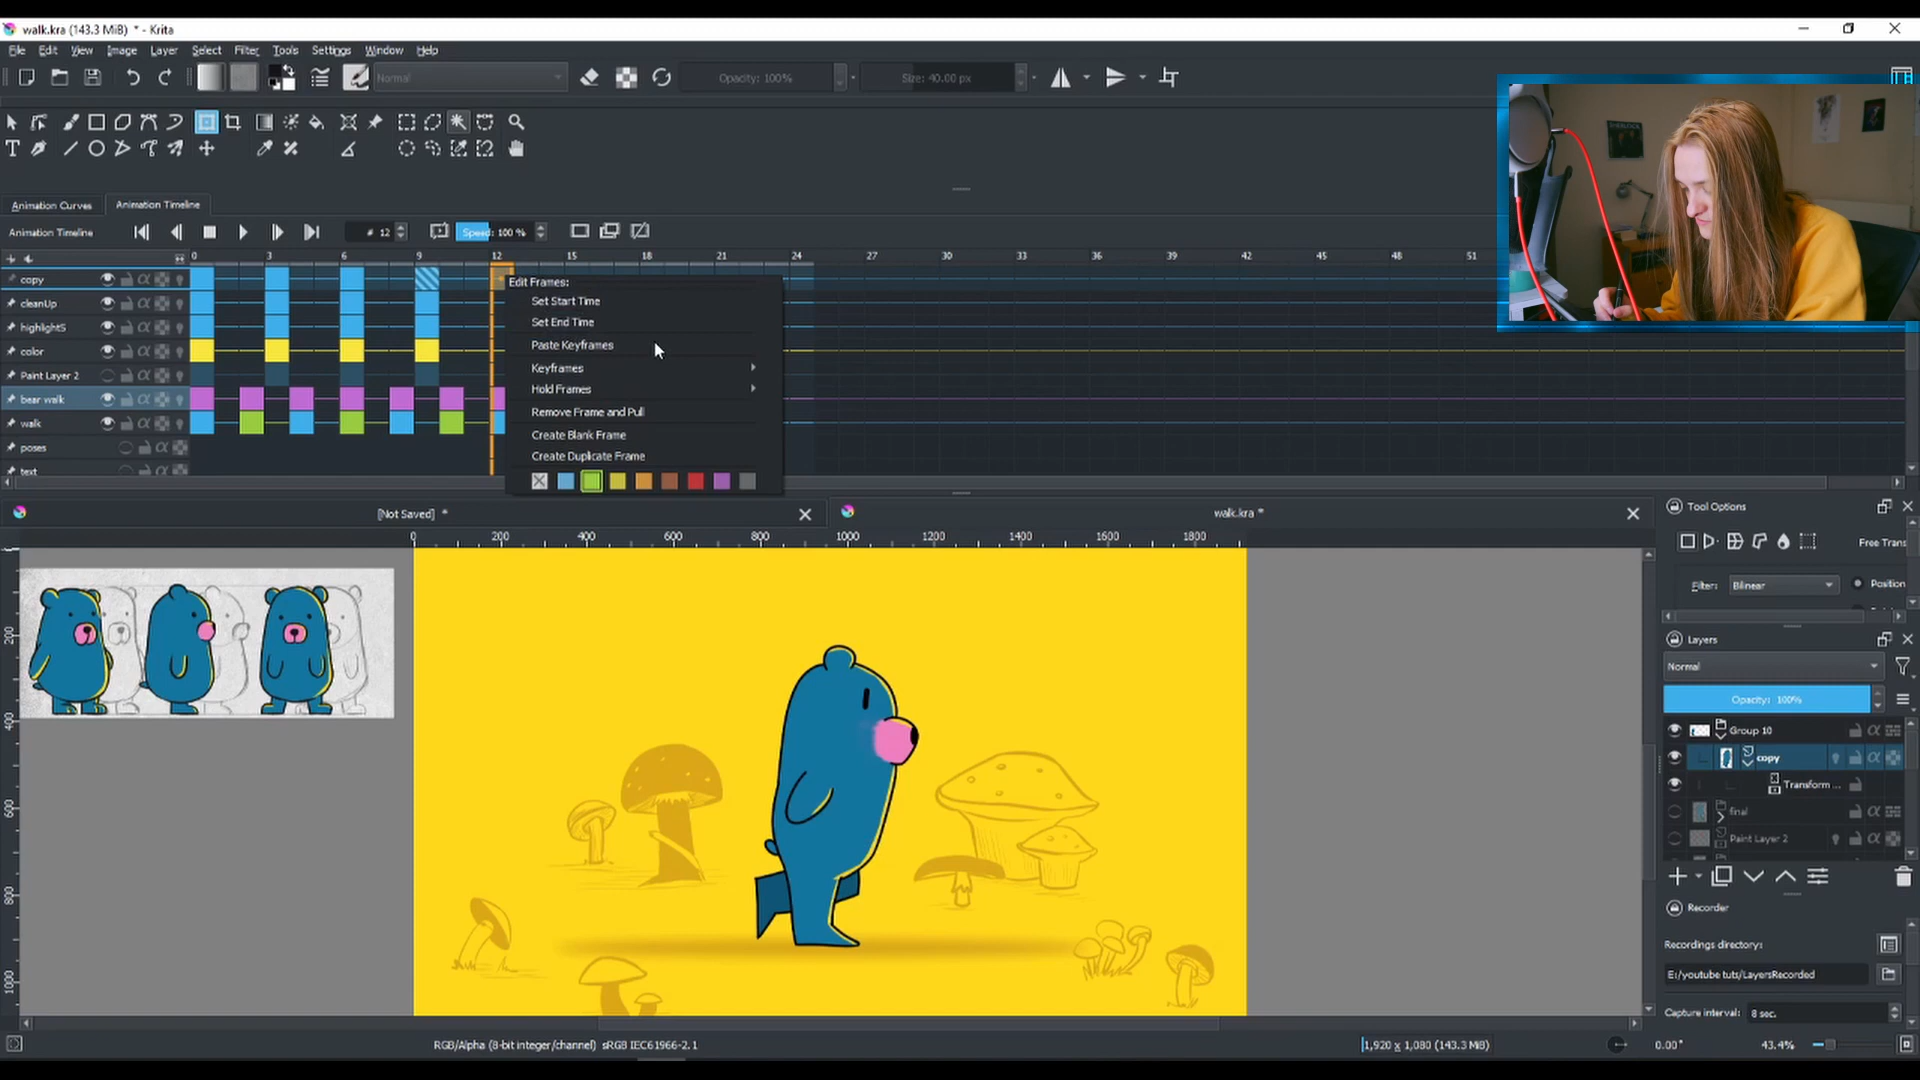 walk.kra (143.3 MiB) * - Krita
File Edit View Image Layer Select Filter Tools Settings Window Help
Normal
Opacity: 100%
Size: 40.00 px
Animation Curves Animation Timeline
Animation Timeline
# 12
Speed: 100 %
0 3 6 9 12 15 18 21 24 27 30 33 36 39 42 45 48 51
copy
cleanUp
highlightS
color
Paint Layer 2
bear walk
walk
poses
text
Edit Frames:
Set Start Time
Set End Time
Paste Keyframes
Keyframes
Hold Frames
Remove Frame and Pull
Create Blank Frame
Create Duplicate Frame
[Not Saved] *
walk.kra *
0 200 400 600 800 1000 1200 1400 1600 1800
0
200
400
600
800
1000
Tool Options
Free Trans
Filter: Bilinear
Position
Layers
Normal
Opacity: 100%
Group 10
copy
Transform ...
final
Paint Layer 2
Recorder
Recordings directory:
E:/youtube tuts/LayersRecorded
Capture interval: 8 sec.
RGB/Alpha (8-bit integer/channel) sRGB IEC61966-2.1
1,920 x 1,080 (143.3 MiB)
0.00°
43.4%